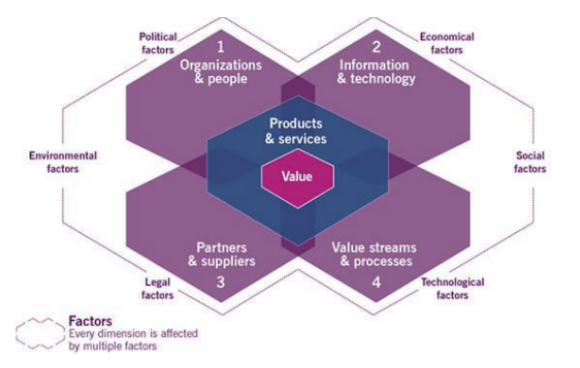 Political
factors
Economical
factors
1
Organizations
& people
2
Information
& technology
Products
& services
Environmental
factors
Value
Social
factors
Partners
& suppliers
3
Value streams
& processes
4
Legal
factors
Technological
factors
Factors
Every dimension is affected
by multiple factors